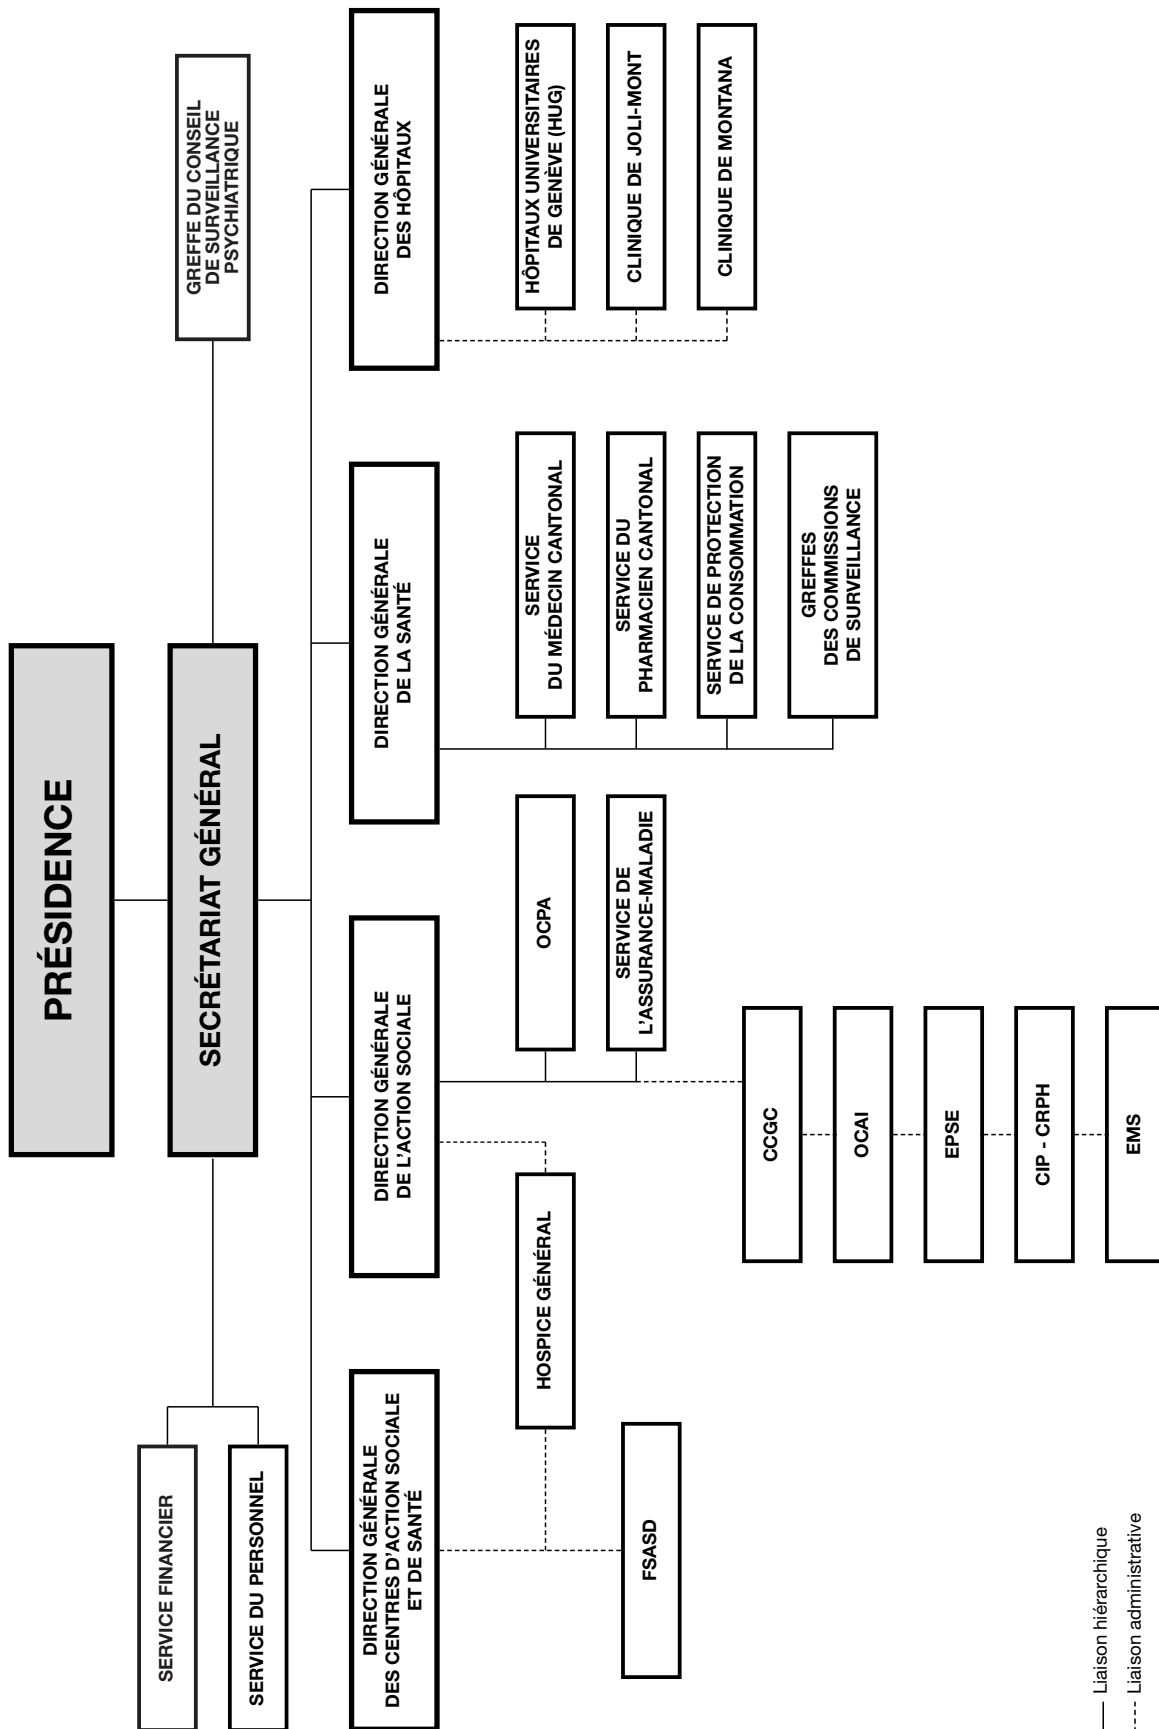 PRÉSIDENCE
SECRÉTARIAT GÉNÉRAL
SERVICE FINANCIER
SERVICE DU PERSONNEL
GREFFE DU CONSEIL
DE SURVEILLANCE
PSYCHIATRIQUE
DIRECTION GÉNÉRALE
DES CENTRES D'ACTION SOCIALE
ET DE SANTÉ
DIRECTION GÉNÉRALE
DE L'ACTION SOCIALE
DIRECTION GÉNÉRALE
DE LA SANTÉ
DIRECTION GÉNÉRALE
DES HÔPITAUX
HOSPICE GÉNÉRAL
FSASD
OCPA
SERVICE DE
L'ASSURANCE-MALADIE
CCGC
OCAI
EPSE
CIP - CRPH
EMS
SERVICE
DU MÉDECIN CANTONAL
SERVICE DU
PHARMACIEN CANTONAL
SERVICE DE PROTECTION
DE LA CONSOMMATION
GREFFES
DES COMMISSIONS
DE SURVEILLANCE
HÔPITAUX UNIVERSITAIRES
DE GENÈVE (HUG)
CLINIQUE DE JOLI-MONT
CLINIQUE DE MONTANA
Liaison hiérarchique
Liaison administrative